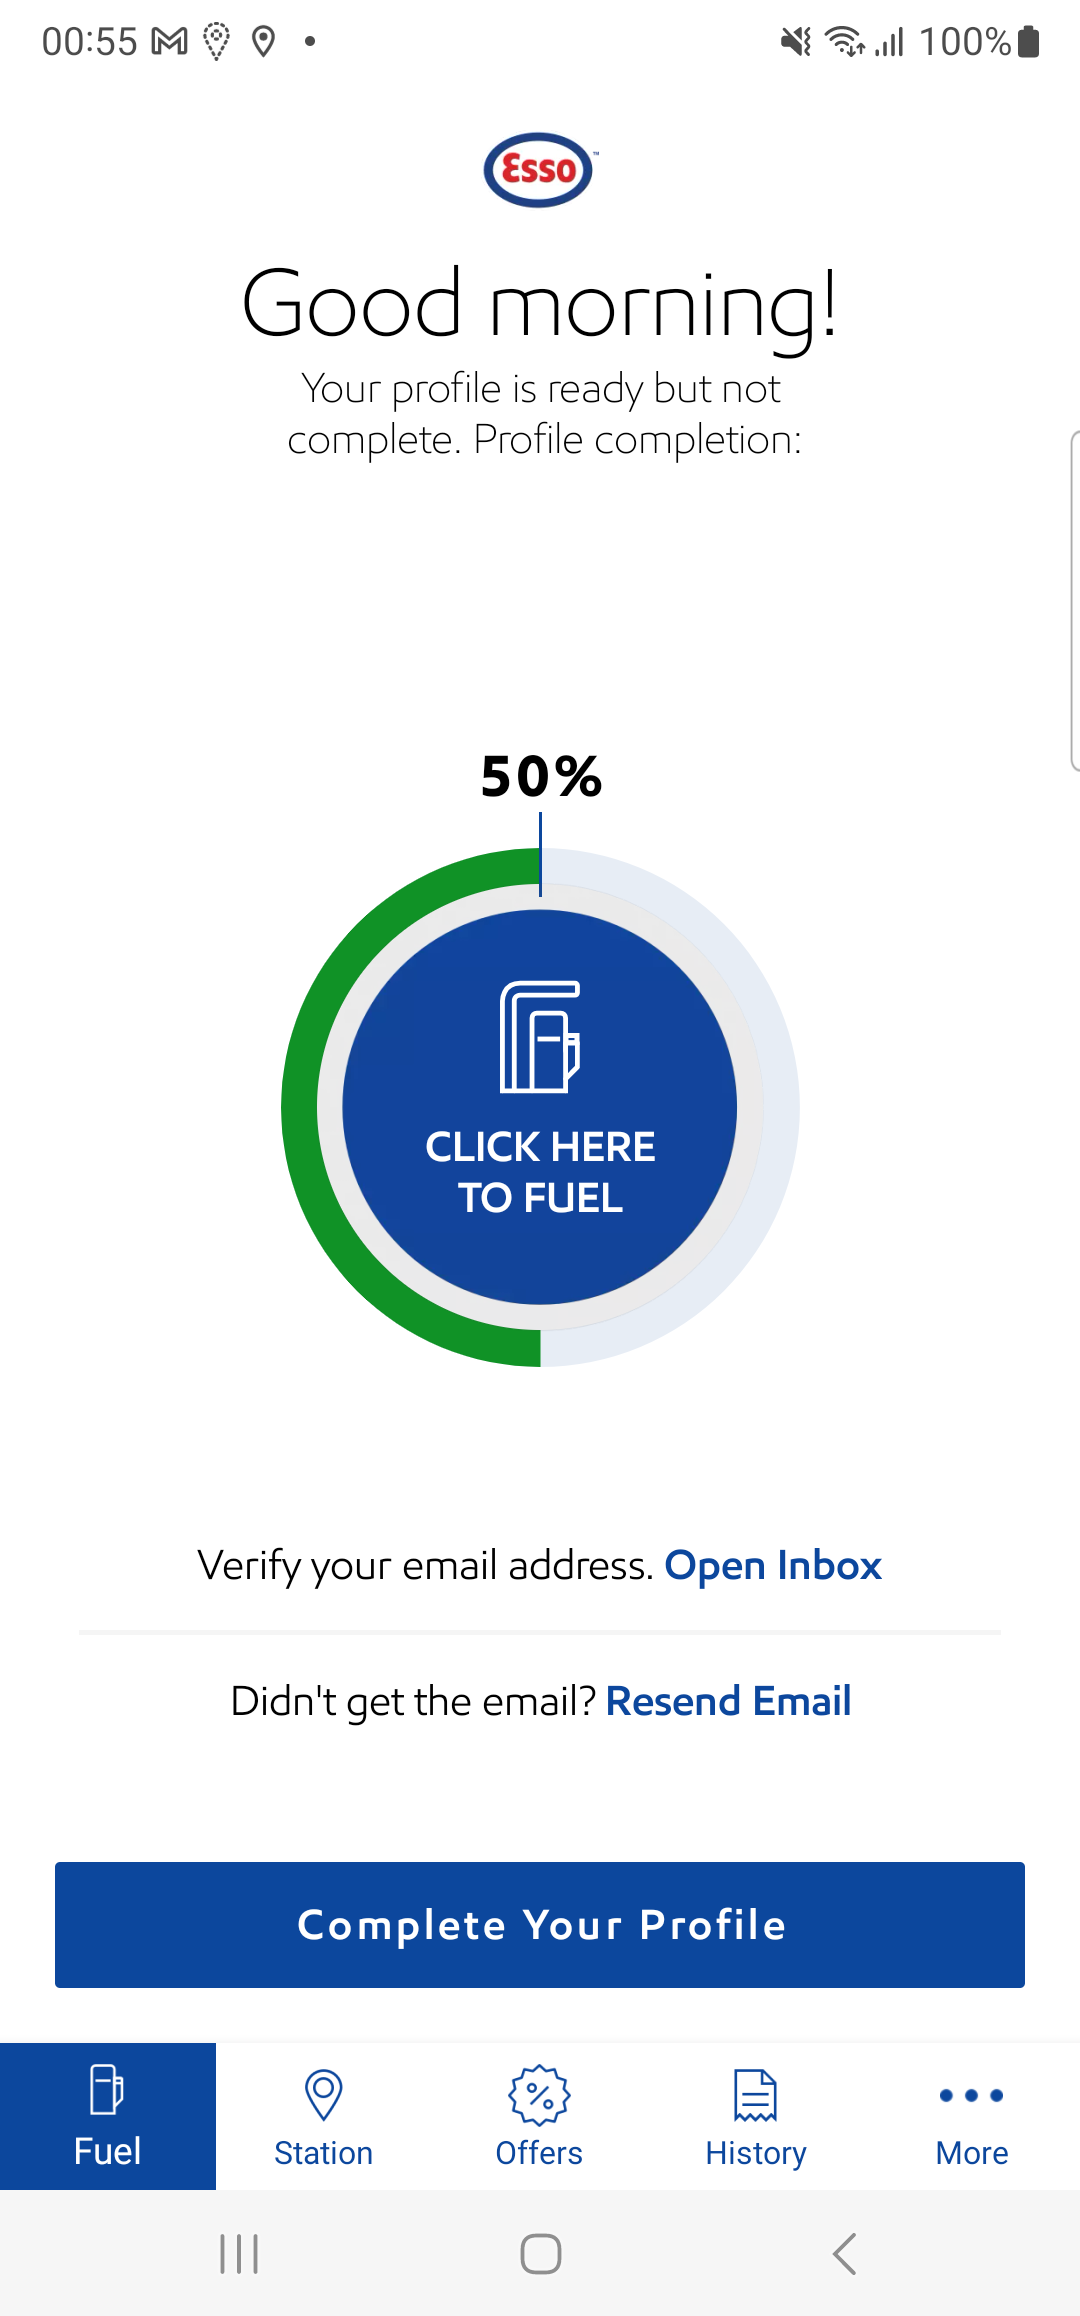 00:55
100%
Esso
Good morning!
Your profile is ready but not
complete. Profile completion:
50%
CLICK HERE
TO FUEL
Verify your email address. Open Inbox
Didn't get the email? Resend Email
Complete Your Profile
Fuel
Station
Offers
History
More